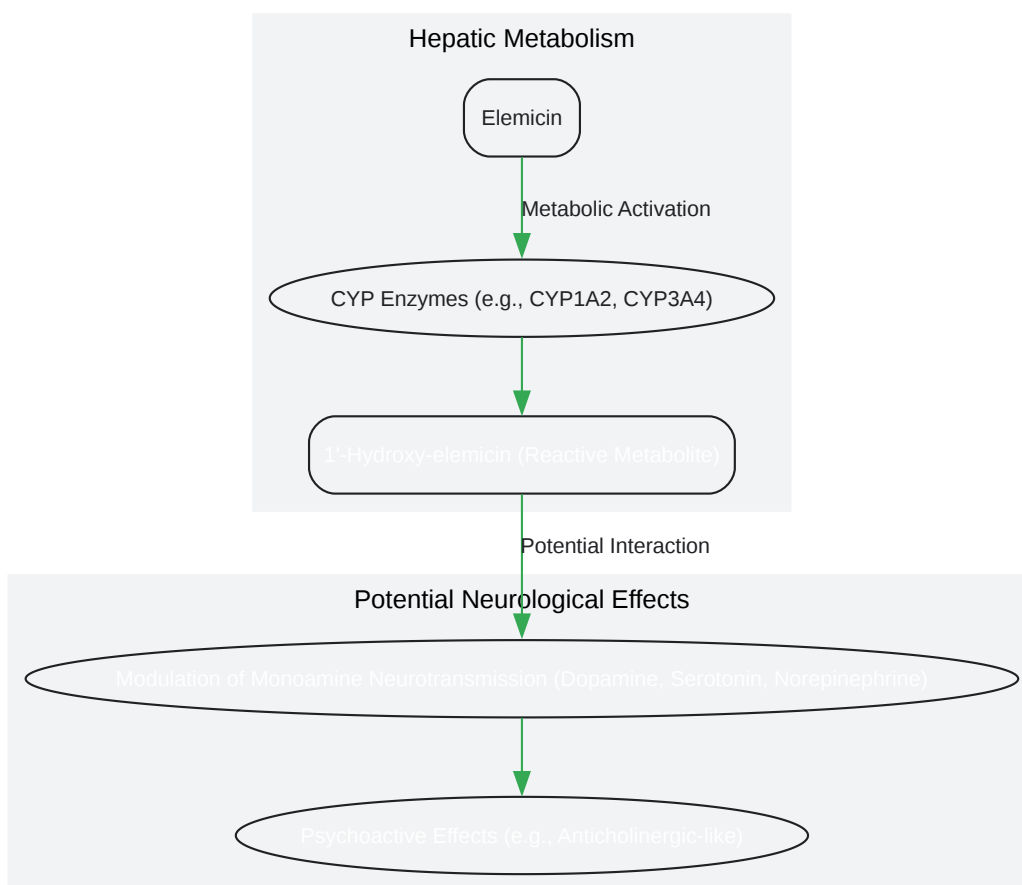 Hepatic Metabolism
Elemicin
Metabolic Activation
CYP Enzymes (e.g., CYP1A2, CYP3A4)
1'-Hydroxy-elemicin (Reactive Metabolite)
Potential Interaction
Potential Neurological Effects
Modulation of Monoamine Neurotransmission (Dopamine, Serotonin, Norepinephrine)
Psychoactive Effects (e.g., Anticholinergic-like)